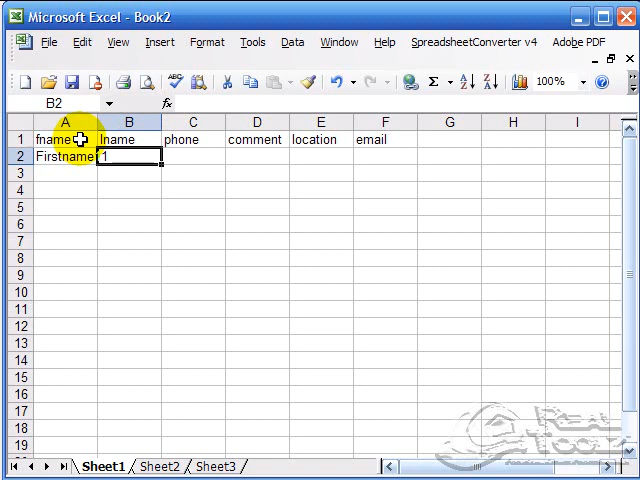 Microsoft Excel - Book2
File Edit View Insert Format Tools Data Window Help SpreadsheetConverter v4 Adobe PDF
100%
B2 fx
A B C D E F G H I
1 fname lname phone comment location email
2 Firstname 1
3
4
5
6
7
8
9
10
11
12
13
14
15
16
17
18
19
Sheet1 Sheet2 Sheet3
Real
Toolz